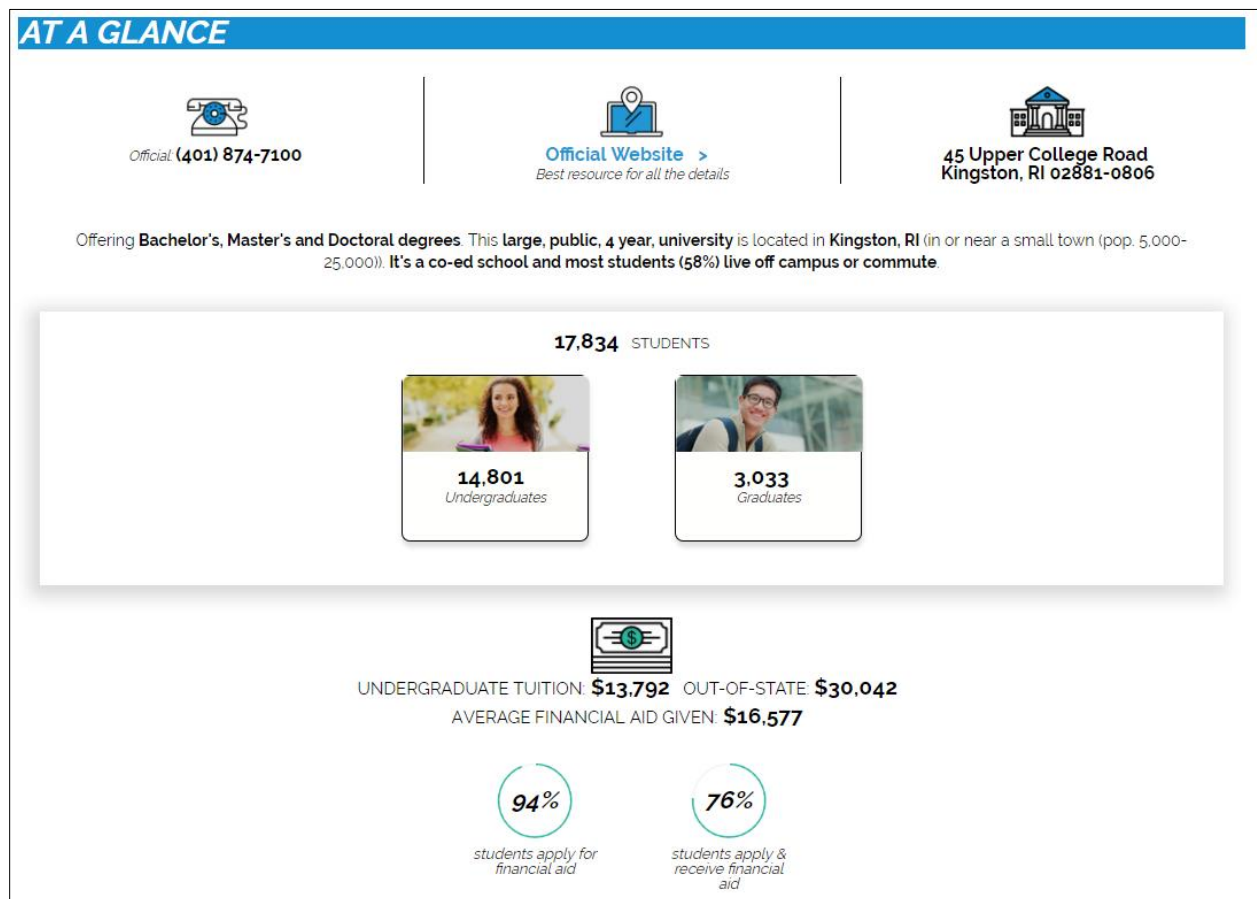 AT A GLANCE
Official: (401) 874-7100
Official Website >
Best resource for all the details
45 Upper College Road
Kingston, RI 02881-0806
Offering Bachelor's, Master's and Doctoral degrees. This large, public, 4 year, university is located in Kingston, RI (in or near a small town (pop. 5,000-
25,000)). It's a co-ed school and most students (58%) live off campus or commute.
17,834 STUDENTS
14,801
Undergraduates
3,033
Graduates
$
UNDERGRADUATE TUITION: $13,792 OUT-OF-STATE: $30,042
AVERAGE FINANCIAL AID GIVEN: $16,577
94%
students apply for
financial aid
76%
students apply &
receive financial
aid